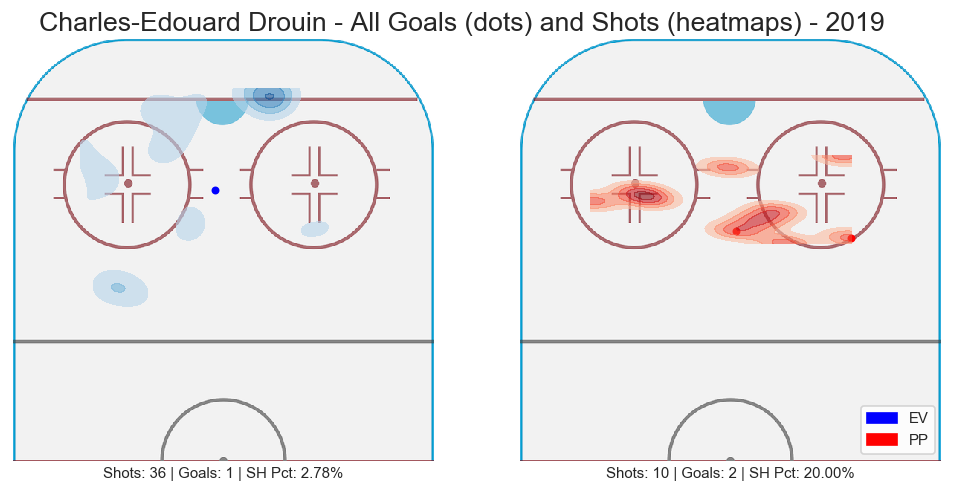 Charles-Edouard Drouin - All Goals (dots) and Shots (heatmaps) - 2019
EV
PP
Shots: 36 | Goals: 1 | SH Pct: 2.78%
Shots: 10 | Goals: 2 | SH Pct: 20.00%